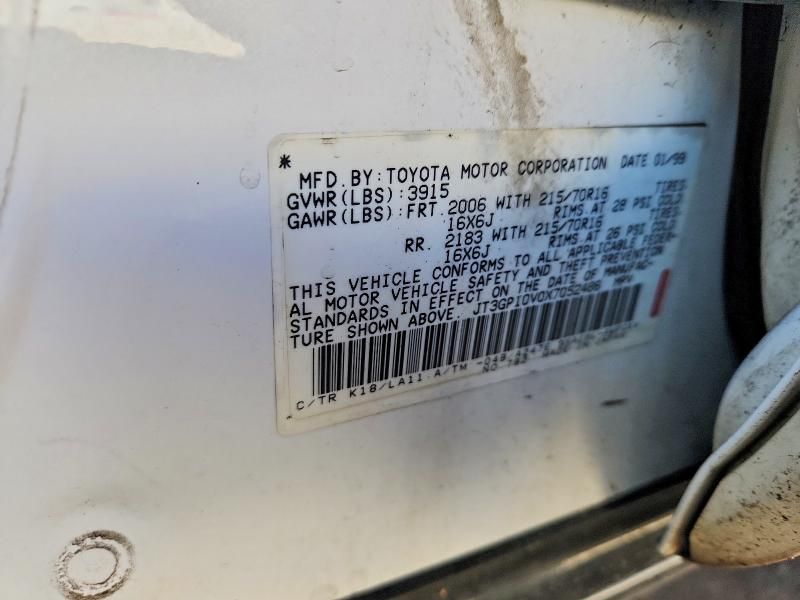 *
MFD. BY: TOYOTA MOTOR CORPORATION DATE 01/99
GVWR(LBS): 3915
GAWR(LBS): FRT. 2006 WITH 215/70R16 TIRES
16X6J RIMS AT 28 PSI COLD
RR. 2183 WITH 215/70R16 TIRES
16X6J RIMS AT 26 PSI COLD
THIS VEHICLE CONFORMS TO ALL APPLICABLE FEDER-
AL MOTOR VEHICLE SAFETY AND THEFT PREVENTION
STANDARDS IN EFFECT ON THE DATE OF MANUFAC-
TURE SHOWN ABOVE. JT3GP10V0X7052486 MPV
C/TR K18/LA11 A/TM